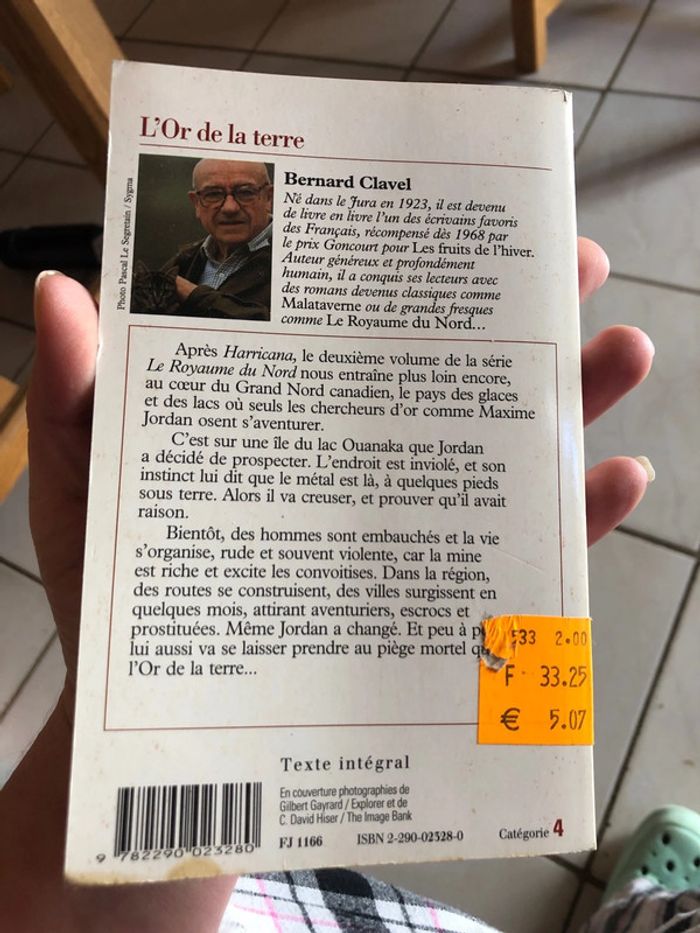 L'Or de la terre
Photo Pascal Le Segretain / Sygma
Bernard Clavel
Né dans le Jura en 1923, il est devenu
de livre en livre l'un des écrivains favoris
des Français, récompensé dès 1968 par
le prix Goncourt pour Les fruits de l'hiver.
Auteur généreux et profondément
humain, il a conquis ses lecteurs avec
des romans devenus classiques comme
Malataverne ou de grandes fresques
comme Le Royaume du Nord...
Après Harricana, le deuxième volume de la série
Le Royaume du Nord nous entraîne plus loin encore,
au cœur du Grand Nord canadien, le pays des glaces
et des lacs où seuls les chercheurs d'or comme Maxime
Jordan osent s'aventurer.
C'est sur une île du lac Ouanaka que Jordan
a décidé de prospecter. L'endroit est inviolé, et son
instinct lui dit que le métal est là, à quelques pieds
sous terre. Alors il va creuser, et prouver qu'il avait
raison.
Bientôt, des hommes sont embauchés et la vie
s'organise, rude et souvent violente, car la mine
est riche et excite les convoitises. Dans la région,
des routes se construisent, des villes surgissent en
quelques mois, attirant aventuriers, escrocs et
prostituées. Même Jordan a changé. Et peu à
lui aussi va se laisser prendre au piège mortel
l'Or de la terre...
533 2.00
F 33.25
€ 5.07
Texte intégral
En couverture photographies de
Gilbert Gayrard / Explorer et de
C. David Hiser / The Image Bank
FJ 1166 ISBN 2-290-02328-0 Catégorie 4
9 782290 023280